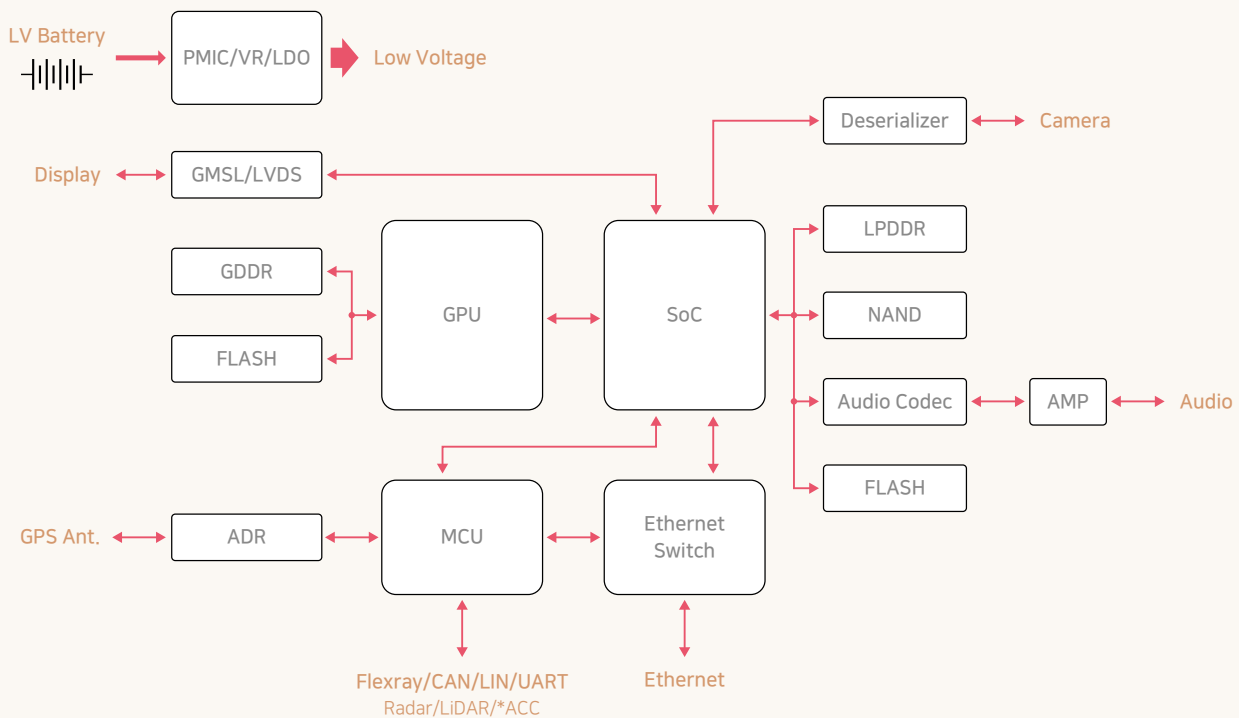 LV Battery
PMIC/VR/LDO
Low Voltage
Deserializer
Camera
Display
GMSL/LVDS
LPDDR
GDDR
GPU
SoC
NAND
FLASH
Audio Codec
AMP
Audio
FLASH
GPS Ant.
ADR
MCU
Ethernet
Switch
Flexray/CAN/LIN/UART
Radar/LiDAR/*ACC
Ethernet